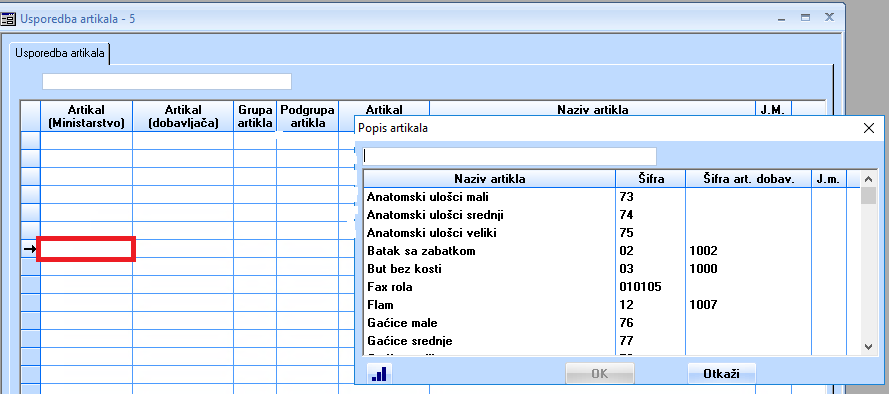 Usporedba artikala - 5
Usporedba artikala
Artikal (Ministarstvo) Artikal (dobavljača) Grupa artikla Podgrupa artikla Artikal Naziv artikla J.M.
Popis artikala
Naziv artikla Šifra Šifra art. dobav. J.m.
Anatomski ulošci mali 73
Anatomski ulošci srednji 74
Anatomski ulošci veliki 75
Batak sa zabatkom 02 1002
But bez kosti 03 1000
Fax rola 010105
Flam 12 1007
Gaćice male 76
Gaćice srednje 77
OK Otkaži